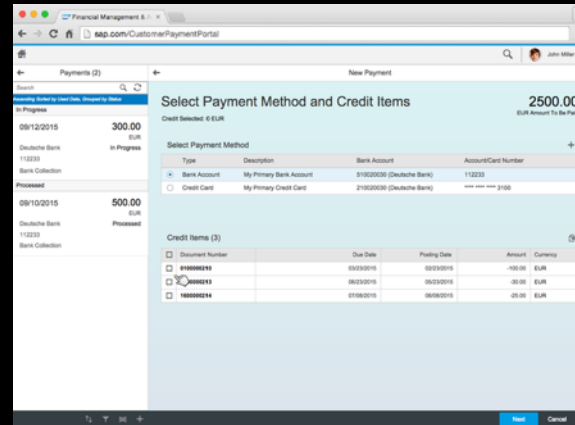 Financial Management & A
sap.com/CustomerPaymentPortal
John Miller
Payments (2)
New Payment
Search
Ascending Sorted by Used Date, Grouped by Status
In Progress
09/12/2015 300.00
EUR
Deutsche Bank In Progress
112233
Bank Collection
Processed
09/10/2015 500.00
EUR
Deutsche Bank Processed
112233
Bank Collection
Select Payment Method and Credit Items 2500.00
Credit Selected: 0 EUR EUR Amount To Be Pai
Select Payment Method
Type Description Bank Account Account/Card Number
Bank Account My Primary Bank Account 510020030 (Deutsche Bank) 112233
Credit Card My Primary Credit Card 210020030 (Deutsche Bank) **** **** **** 3100
Credit Items (3)
Document Number Due Date Posting Date Amount Currency
0100000210 03/23/2015 02/23/2015 -100.00 EUR
06/23/2015 05/23/2015 -30.00 EUR
1600000214 07/08/2015 06/08/2015 -25.00 EUR
Next Cancel